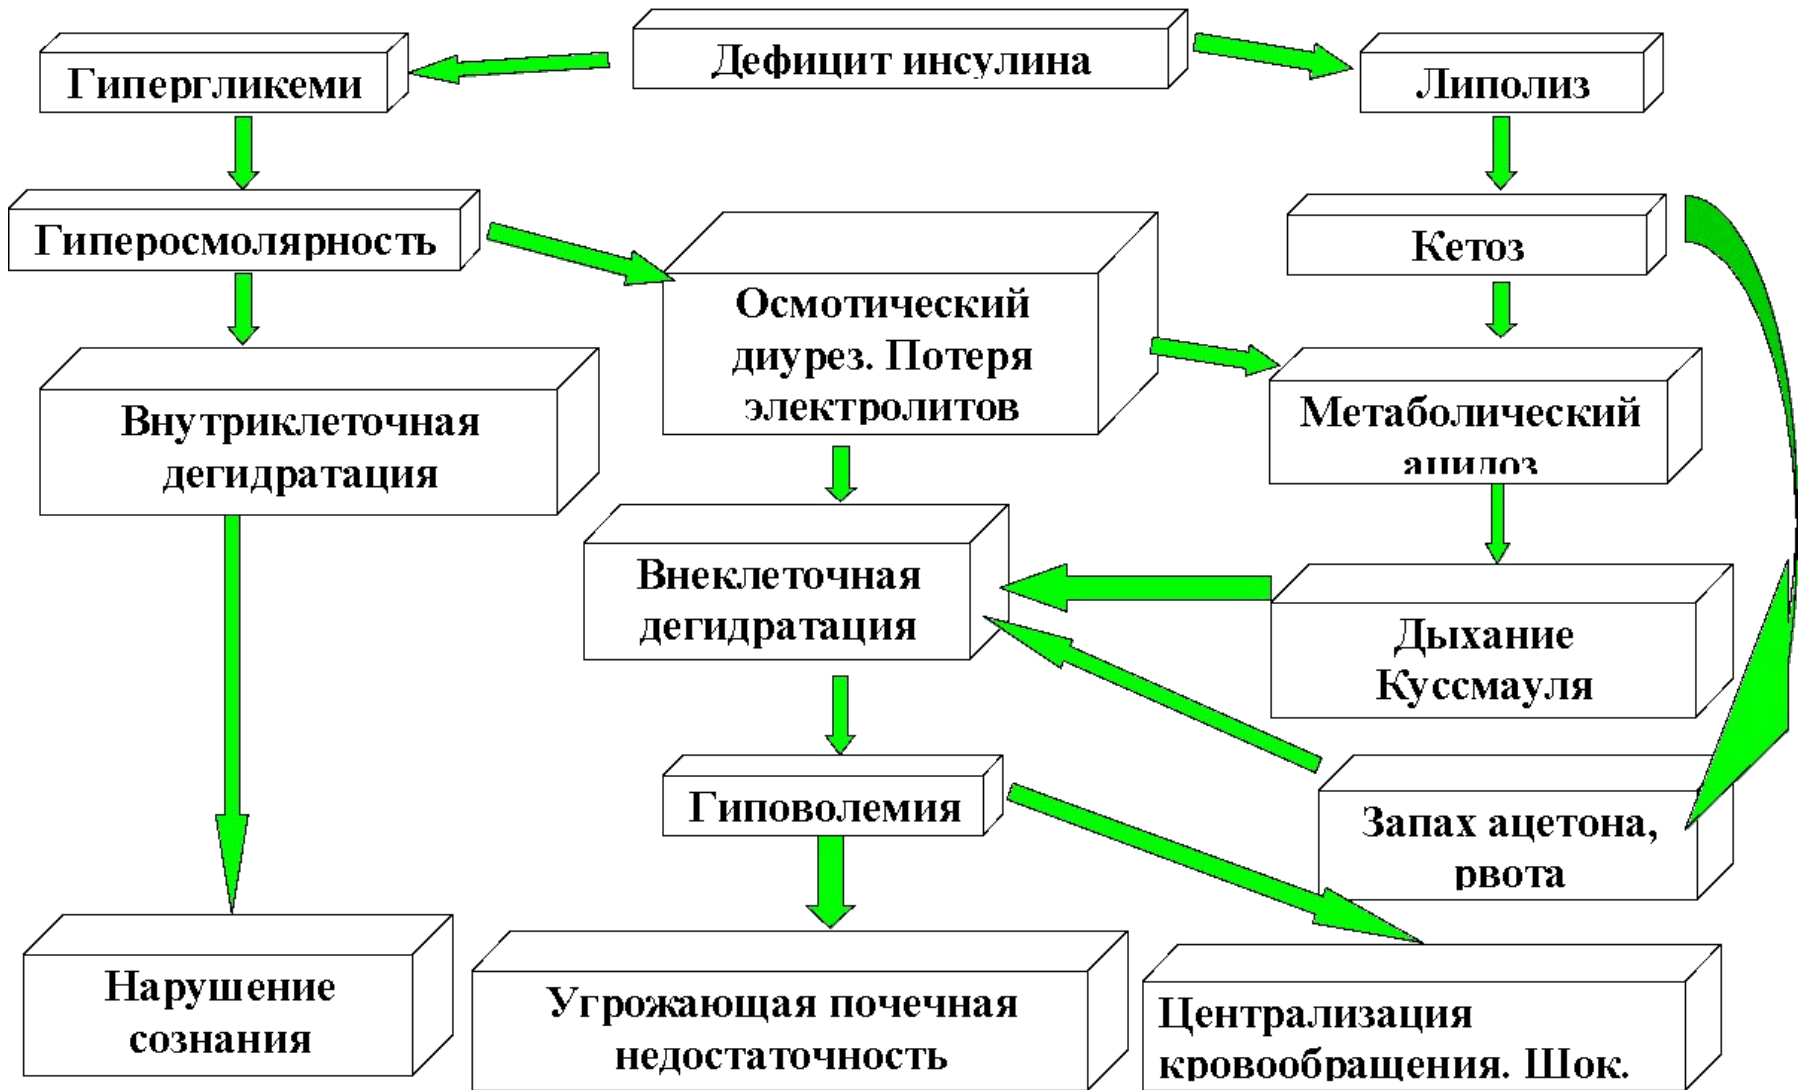 Дефицит инсулина
Гипергликеми
Липолиз
Гиперосмолярность
Кетоз
Осмотический
диурез. Потеря
электролитов
Внутриклеточная
дегидратация
Метаболический
ацидоз
Внеклеточная
дегидратация
Дыхание
Куссмауля
Гиповолемия
Запах ацетона,
рвота
Нарушение
сознания
Угрожающая почечная
недостаточность
Централизация
кровообращения. Шок.